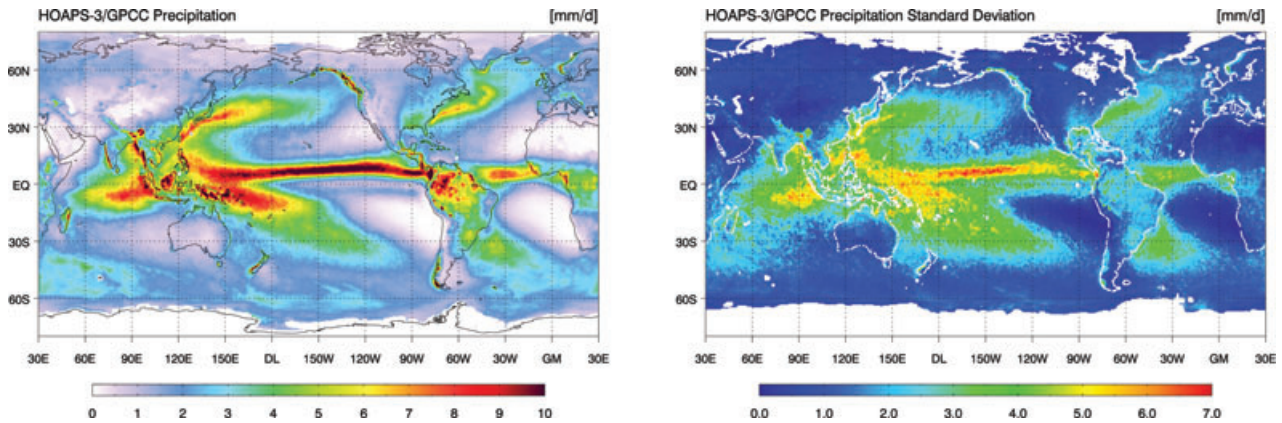 HOAPS-3/GPCC Precipitation [mm/d]
60N
30N
EQ
30S
60S
30E 60E 90E 120E DL 150W 120W 90W 60W 30W GM 30E
0 1 2 3 4 5 6 7 8 9 10
HOAPS-3/GPCC Precipitation Standard Deviation [mm/d]
60N
30N
EQ
30S
60S
30E 60E 90E 120E DL 150W 120W 90W 60W 30W GM 30E
0.0 1.0 2.0 3.0 4.0 5.0 6.0 7.0